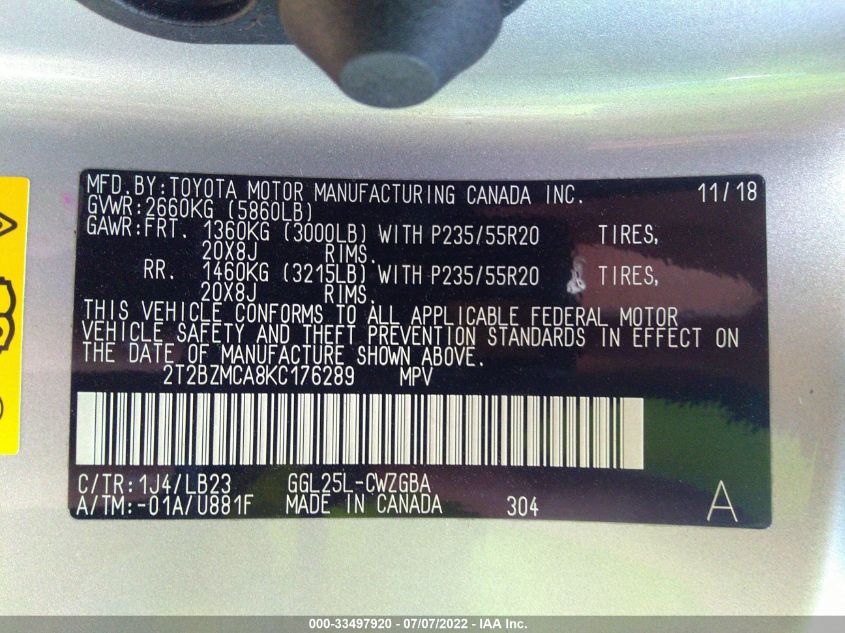 MFD.BY:TOYOTA MOTOR MANUFACTURING CANADA INC. 11/18
GVWR:2660KG (5860LB)
GAWR:FRT. 1360KG (3000LB) WITH P235/55R20 TIRES,
20X8J RIMS.
RR. 1460KG (3215LB) WITH P235/55R20 TIRES,
20X8J RIMS.
THIS VEHICLE CONFORMS TO ALL APPLICABLE FEDERAL MOTOR
VEHICLE SAFETY AND THEFT PREVENTION STANDARDS IN EFFECT ON
THE DATE OF MANUFACTURE SHOWN ABOVE.
2T2BZMCA8KC176289 MPV
C/TR:1J4/LB23 GGL25L-CWZGBA
A/TM:-01A/U881F MADE IN CANADA 304 A
000-33497920 - 07/07/2022 - IAA Inc.